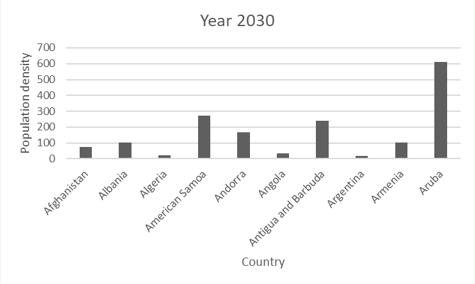 Year 2030
Population density
700
600
500
400
300
200
100
0
Afghanistan
Albania
Algeria
American Samoa
Andorra
Angola
Antigua and Barbuda
Argentina
Armenia
Aruba
Country